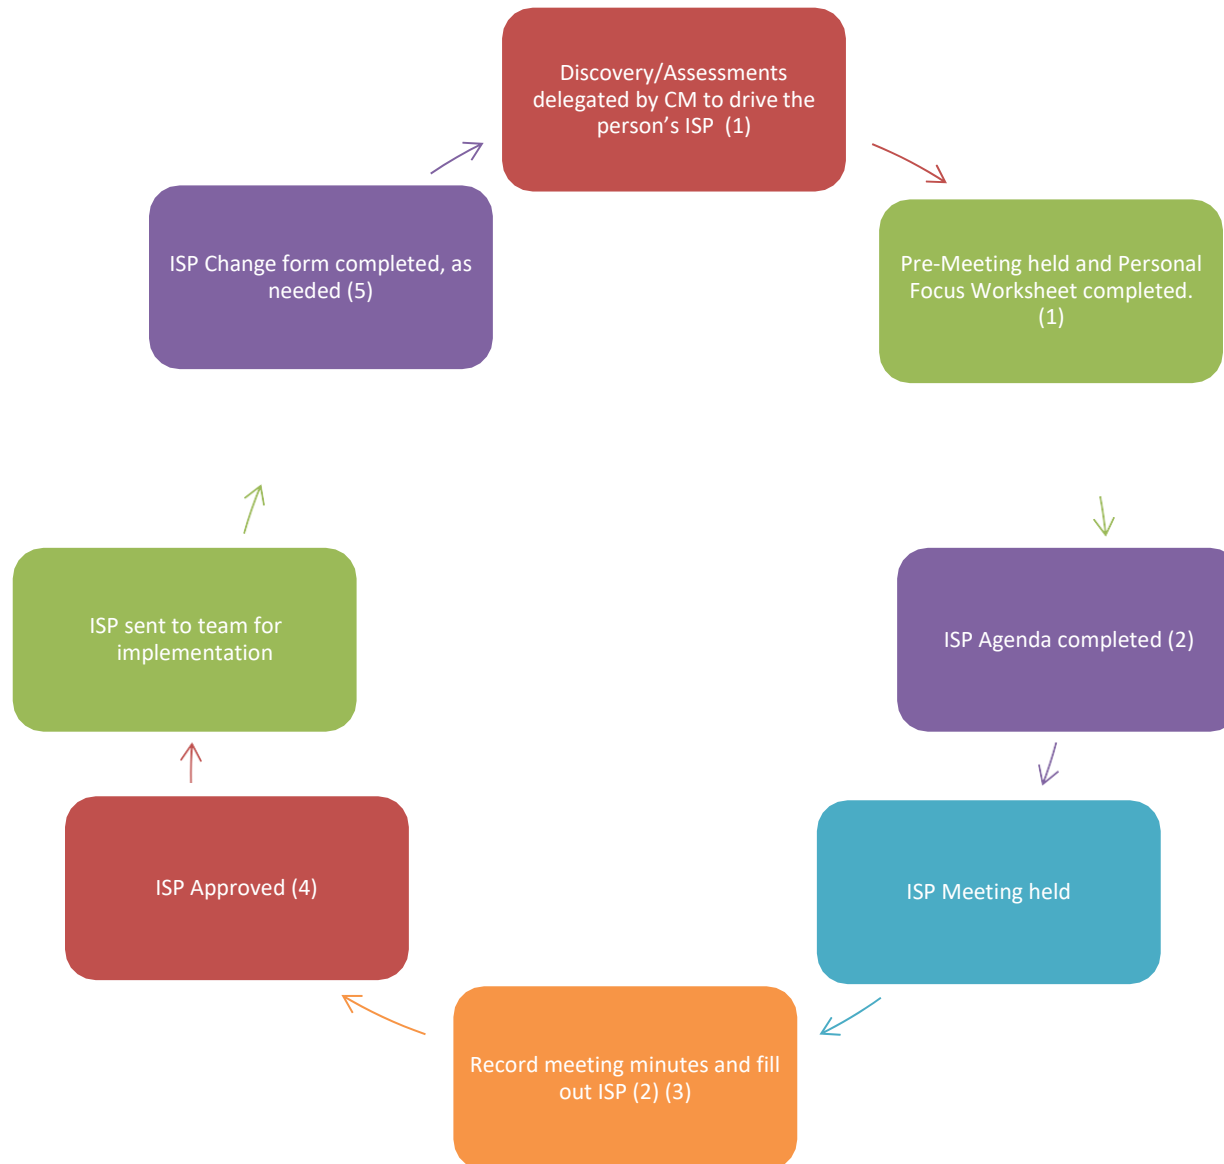 Discovery/Assessments
delegated by CM to drive the
person’s ISP  (1)
Pre-Meeting held and Personal
Focus Worksheet completed.
(1)
ISP Agenda completed (2)
ISP Meeting held
Record meeting minutes and fill
out ISP (2) (3)
ISP Approved (4)
ISP sent to team for
implementation
ISP Change form completed, as
needed (5)